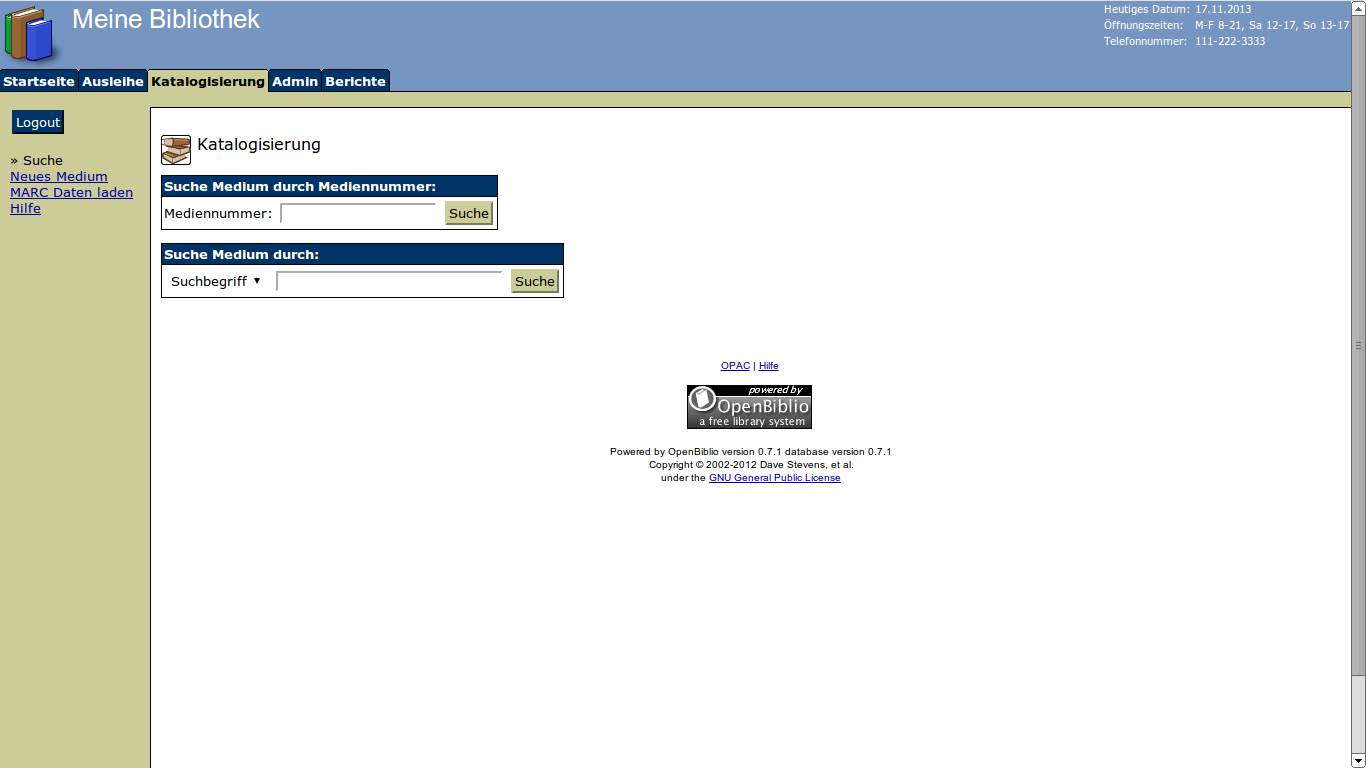 Meine Bibliothek
Heutiges Datum: 17.11.2013
Öffnungszeiten: M-F 8-21, Sa 12-17, So 13-17
Telefonnummer: 111-222-3333
Startseite Ausleihe Katalogisierung Admin Berichte
Logout
» Suche
Neues Medium
MARC Daten laden
Hilfe
Katalogisierung
Suche Medium durch Mediennummer:
Mediennummer: Suche
Suche Medium durch:
Suchbegriff ▼ Suche
OPAC | Hilfe
powered by
OpenBiblio
a free library system
Powered by OpenBiblio version 0.7.1 database version 0.7.1
Copyright © 2002-2012 Dave Stevens, et al.
under the GNU General Public License